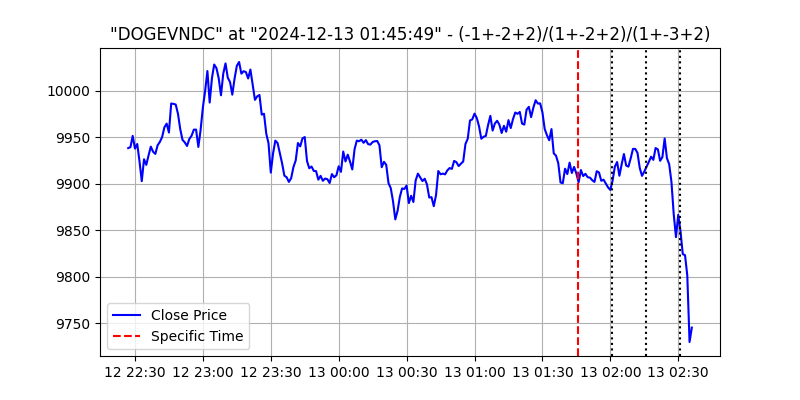 "DOGEVNDC" at "2024-12-13 01:45:49" - (-1+-2+2)/(1+-2+2)/(1+-3+2)
10000
9950
9900
9850
9800
9750
Close Price
Specific Time
12 22:30 12 23:00 12 23:30 13 00:00 13 00:30 13 01:00 13 01:30 13 02:00 13 02:30